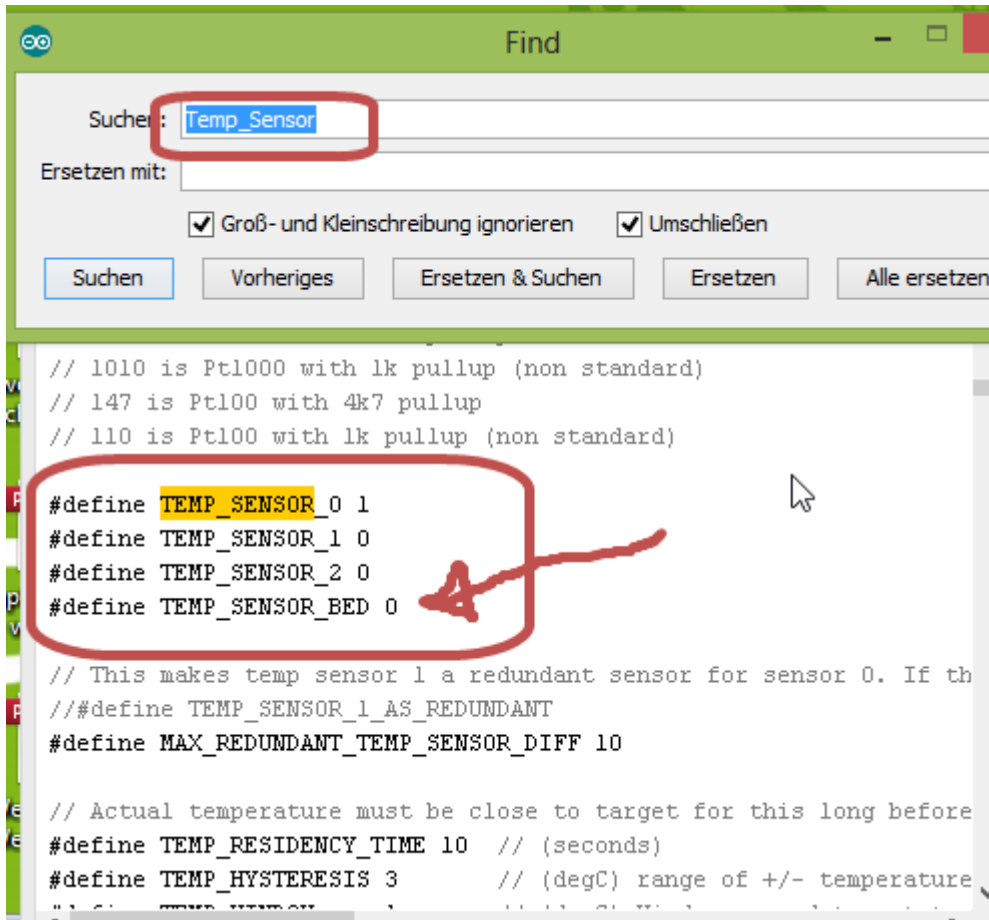 Find
Suchen: Temp_Sensor
Ersetzen mit:
Groß- und Kleinschreibung ignorieren Umschließen
Suchen Vorheriges Ersetzen & Suchen Ersetzen Alle ersetzen
// 1010 is Pt1000 with 1k pullup (non standard)
// 147 is Pt100 with 4k7 pullup
// 110 is Pt100 with 1k pullup (non standard)
#define TEMP_SENSOR_0 1
#define TEMP_SENSOR_1 0
#define TEMP_SENSOR_2 0
#define TEMP_SENSOR_BED 0
// This makes temp sensor 1 a redundant sensor for sensor 0. If th
//#define TEMP_SENSOR_1_AS_REDUNDANT
#define MAX_REDUNDANT_TEMP_SENSOR_DIFF 10
// Actual temperature must be close to target for this long before
#define TEMP_RESIDENCY_TIME 10 // (seconds)
#define TEMP_HYSTERESIS 3 // (degC) range of +/- temperature